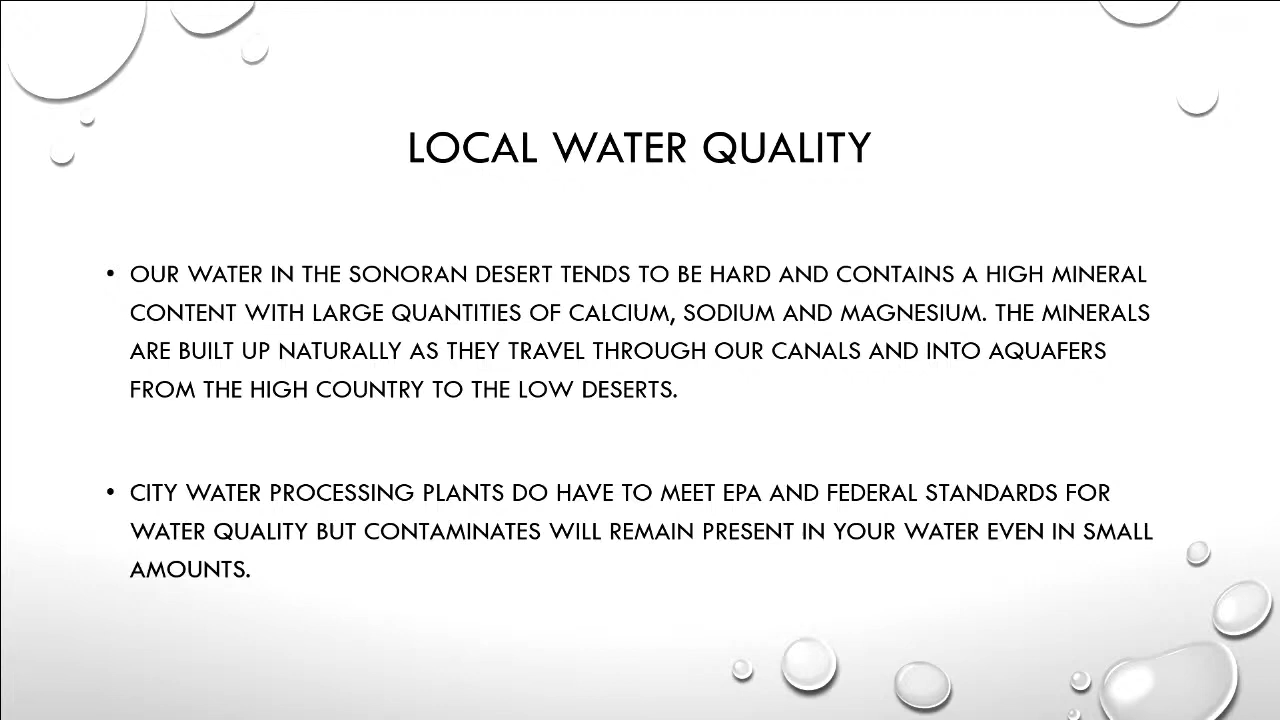 LOCAL WATER QUALITY
• OUR WATER IN THE SONORAN DESERT TENDS TO BE HARD AND CONTAINS A HIGH MINERAL
CONTENT WITH LARGE QUANTITIES OF CALCIUM, SODIUM AND MAGNESIUM. THE MINERALS
ARE BUILT UP NATURALLY AS THEY TRAVEL THROUGH OUR CANALS AND INTO AQUAFERS
FROM THE HIGH COUNTRY TO THE LOW DESERTS.
• CITY WATER PROCESSING PLANTS DO HAVE TO MEET EPA AND FEDERAL STANDARDS FOR
WATER QUALITY BUT CONTAMINATES WILL REMAIN PRESENT IN YOUR WATER EVEN IN SMALL
AMOUNTS.